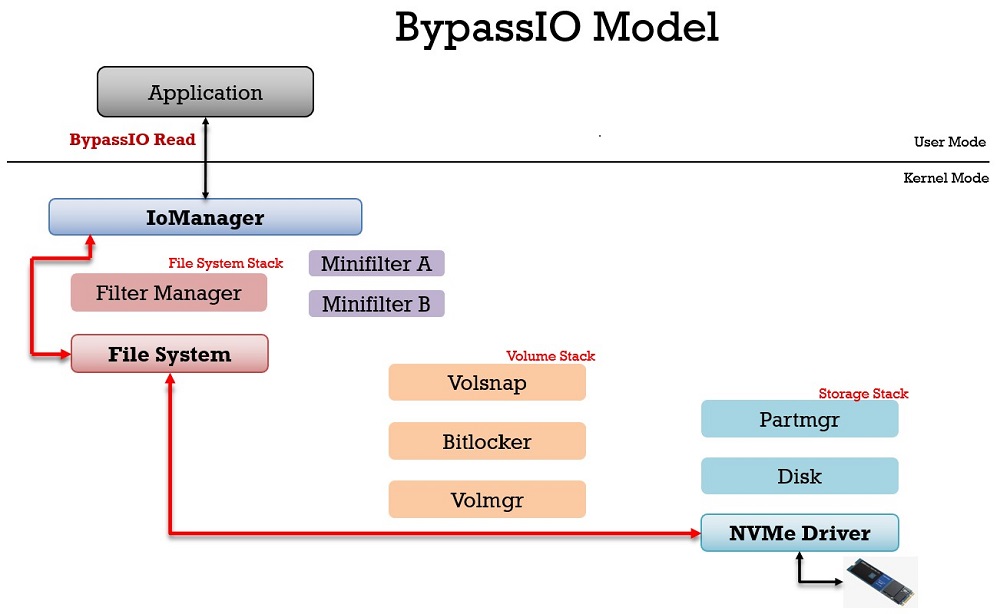 BypassIO Model
Application
BypassIO Read
User Mode
Kernel Mode
IoManager
File System Stack
Filter Manager
Minifilter A
Minifilter B
File System
Volume Stack
Volsnap
Bitlocker
Volmgr
Storage Stack
Partmgr
Disk
NVMe Driver